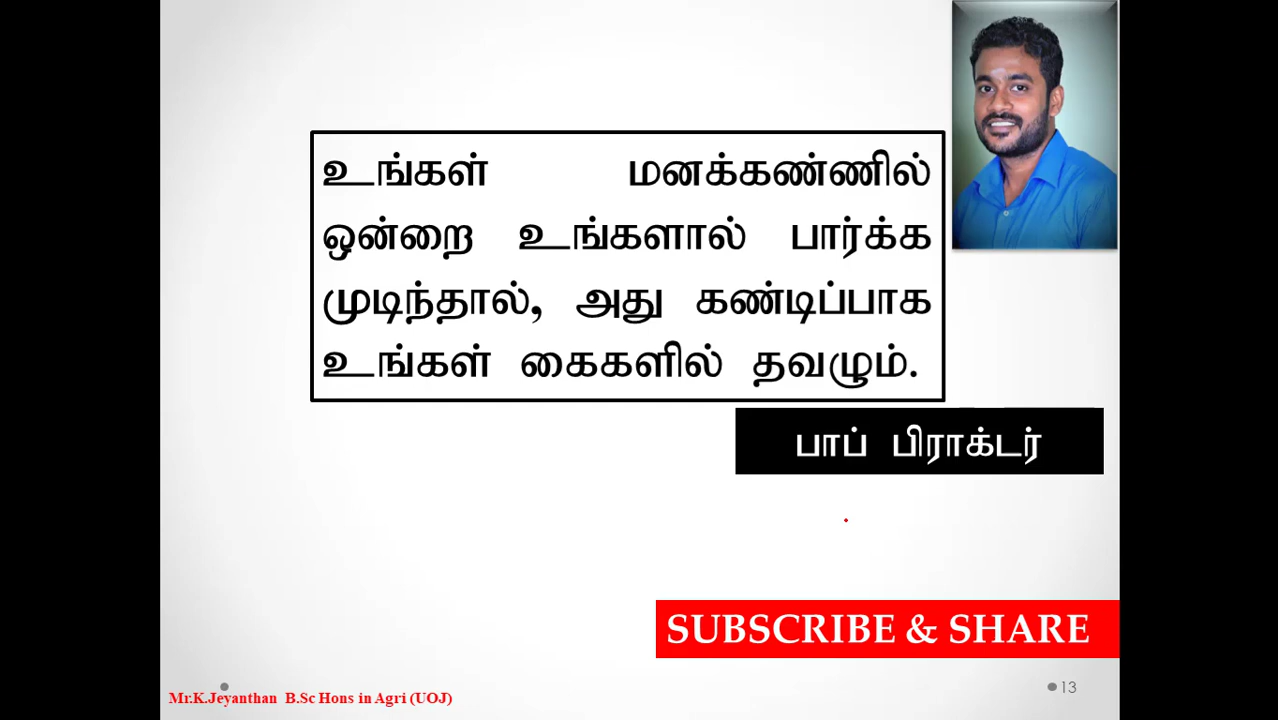 உங்கள் மனக்கண்ணில்
ஒன்றை உங்களால் பார்க்க
முடிந்தால், அது கண்டிப்பாக
உங்கள் கைகளில் தவழும்.
பாப் பிராக்டர்
SUBSCRIBE & SHARE
Mr.K.Jeyanthan B.Sc Hons in Agri (UOJ)
13